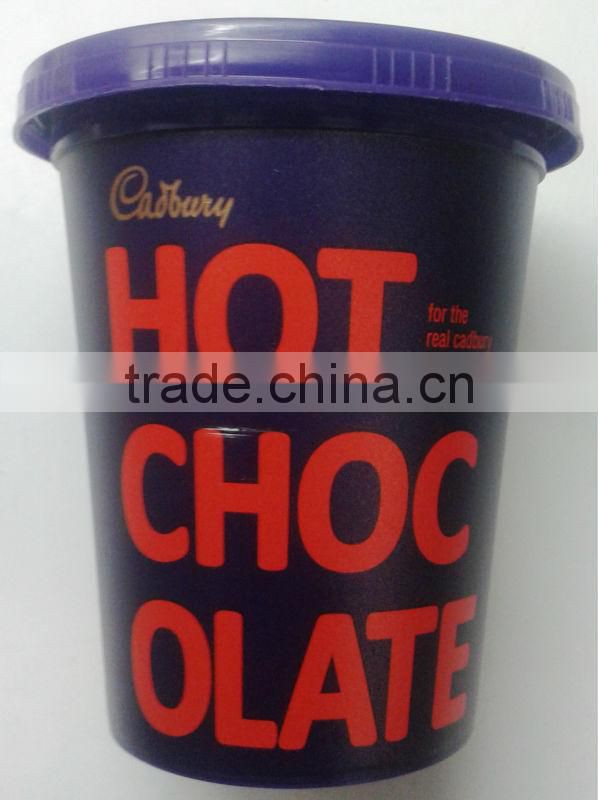 Cadbury
HOT
for the
real cadbury
trade.china.cn
CHOC
OLATE